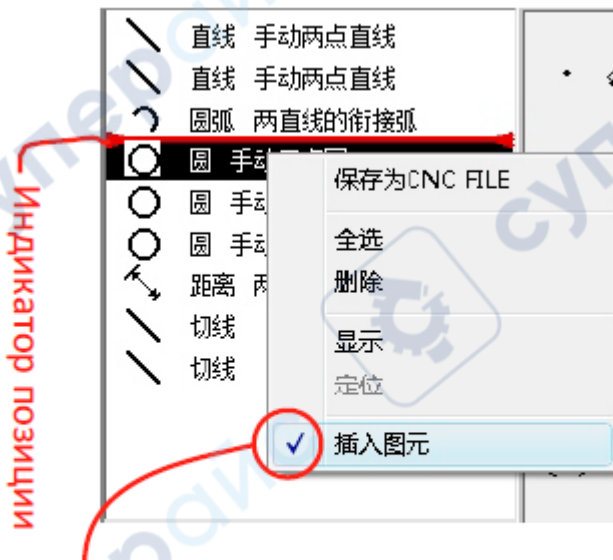 直线 手动两点直线
直线 手动两点直线
圆弧 两直线的衔接弧
圆 手动
圆 手动
圆 手动
距离 两
切线
切线
保存为CNC FILE
全选
删除
显示
定位
插入图元
Индикатор позиции